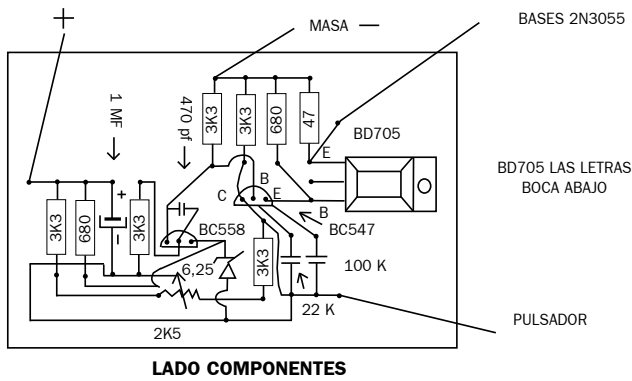 +
MASA —
BASES 2N3055
1 MF
470 pf
3K3
3K3
680
47
BD705
E
BD705 LAS LETRAS
BOCA ABAJO
B
C
E
B
+
-
3K3
680
3K3
BC558
BC547
6,25
3K3
100 K
22 K
2K5
PULSADOR
LADO COMPONENTES